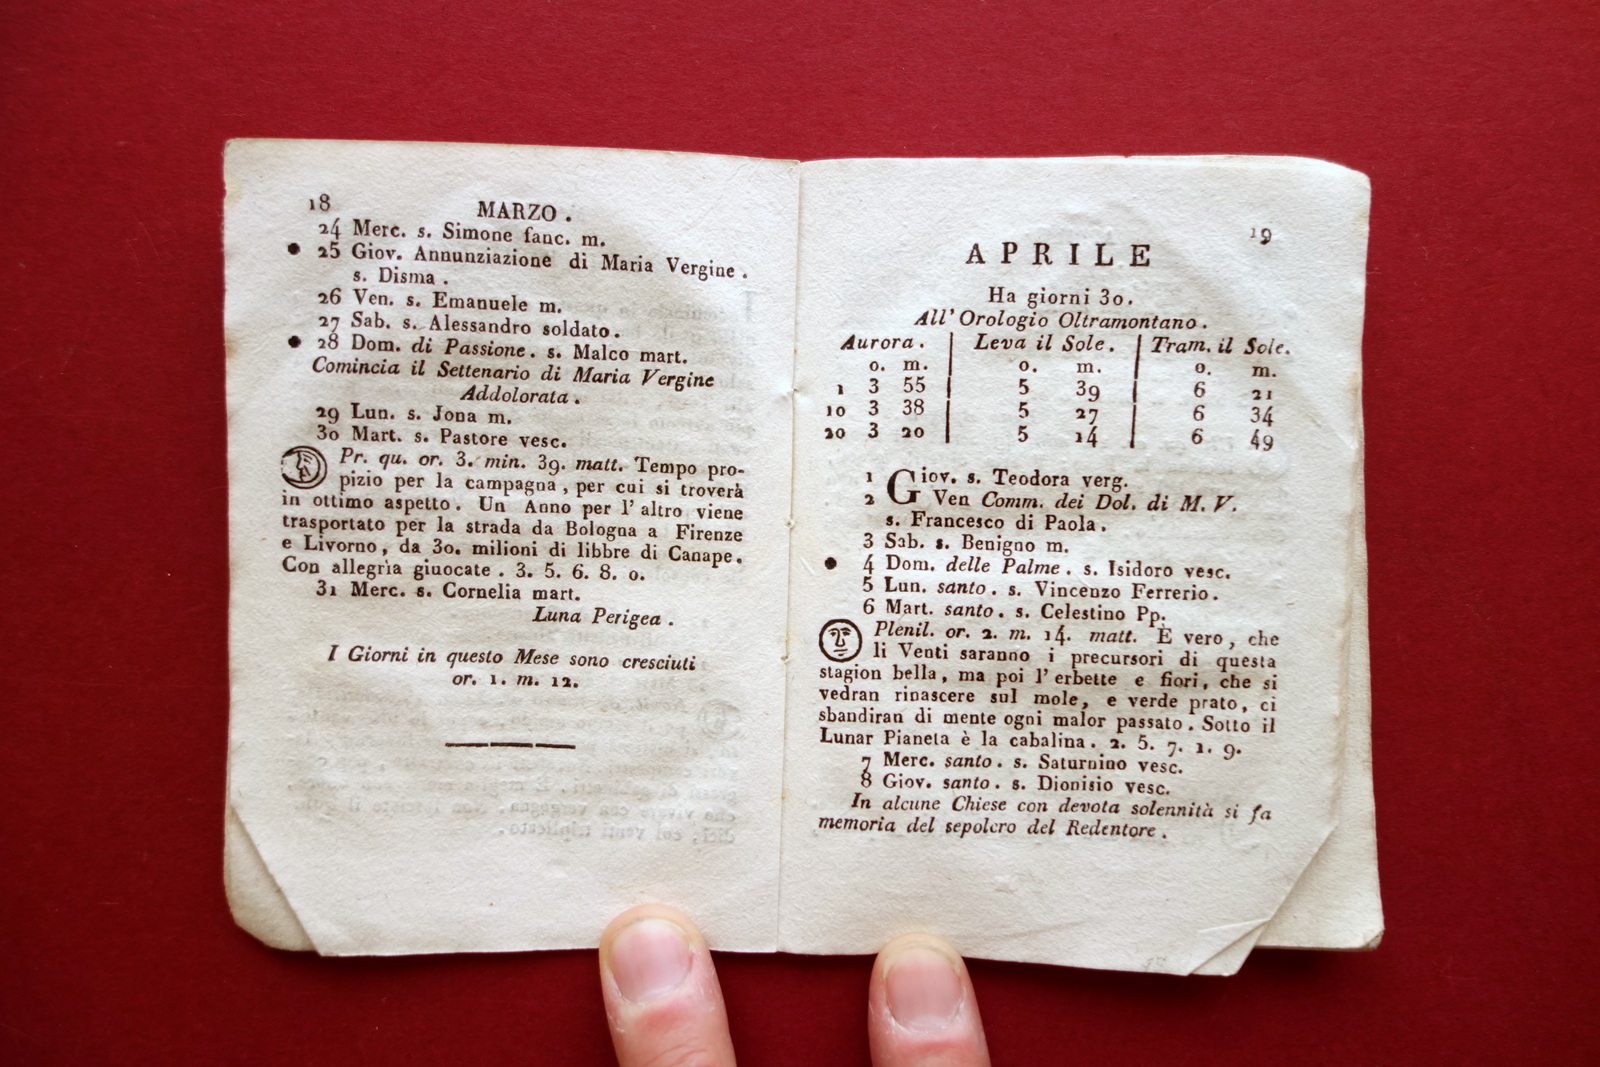 18 MARZO .
24 Merc. s. Simone fanc. m.
● 25 Giov. Annunziazione di Maria Vergine .
s. Disma .
26 Ven. s. Emanuele m.
27 Sab. s. Alessandro soldato .
● 28 Dom. di Passione . s. Malco mart.
Comincia il Settenario di Maria Vergine
Addolorata .
29 Lun. s. Jona m.
30 Mart. s. Pastore vesc.
Pr. qu. or. 3. min. 39. matt. Tempo pro-
pizio per la campagna , per cui si troverà
in ottimo aspetto . Un Anno per l' altro viene
trasportato per la strada da Bologna a Firenze
e Livorno , da 30. milioni di libbre di Canape .
Con allegria giuocate . 3. 5. 6. 8. 0.
31 Merc. s. Cornelia mart.
Luna Perigea .
I Giorni in questo Mese sono cresciuti
or. 1. m. 12.
19
APRILE
Ha giorni 30.
All' Orologio Oltramontano .
Aurora . | Leva il Sole . | Tram. il Sole.
o. m. o. m. o. m.
1 3 55 5 39 6 21
10 3 38 5 27 6 34
20 3 20 5 14 6 49
1 Giov. s. Teodora verg.
2 Ven Comm. dei Dol. di M. V.
s. Francesco di Paola .
3 Sab. s. Benigno m.
● 4 Dom. delle Palme . s. Isidoro vesc.
5 Lun. santo . s. Vincenzo Ferrerio .
6 Mart. santo . s. Celestino Pp.
Plenil. or. 2. m. 14. matt. È vero , che
li Venti saranno i precursori di questa
stagion bella , ma poi l' erbette e fiori , che si
vedran rinascere sul mole , e verde prato , ci
sbandiran di mente ogni malor passato . Sotto il
Lunar Pianeta è la cabalina . 2. 5. 7. 1. 9.
7 Merc. santo . s. Saturnino vesc.
8 Giov. santo . s. Dionisio vesc.
In alcune Chiese con devota solennità si fa
memoria del sepolcro del Redentore .